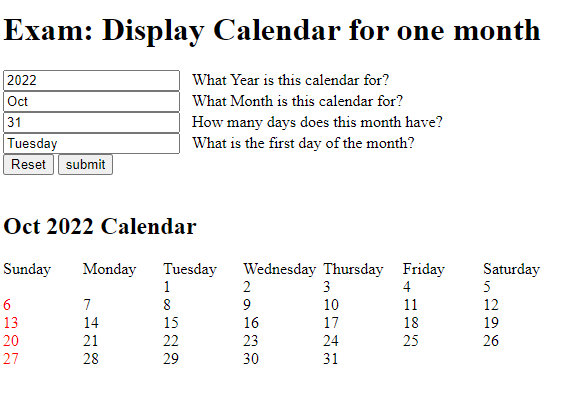 Exam: Display Calendar for one month
2022 What Year is this calendar for?
Oct What Month is this calendar for?
31 How many days does this month have?
Tuesday What is the first day of the month?
Reset submit
Oct 2022 Calendar
Sunday Monday Tuesday Wednesday Thursday Friday Saturday
1 2 3 4 5
6 7 8 9 10 11 12
13 14 15 16 17 18 19
20 21 22 23 24 25 26
27 28 29 30 31